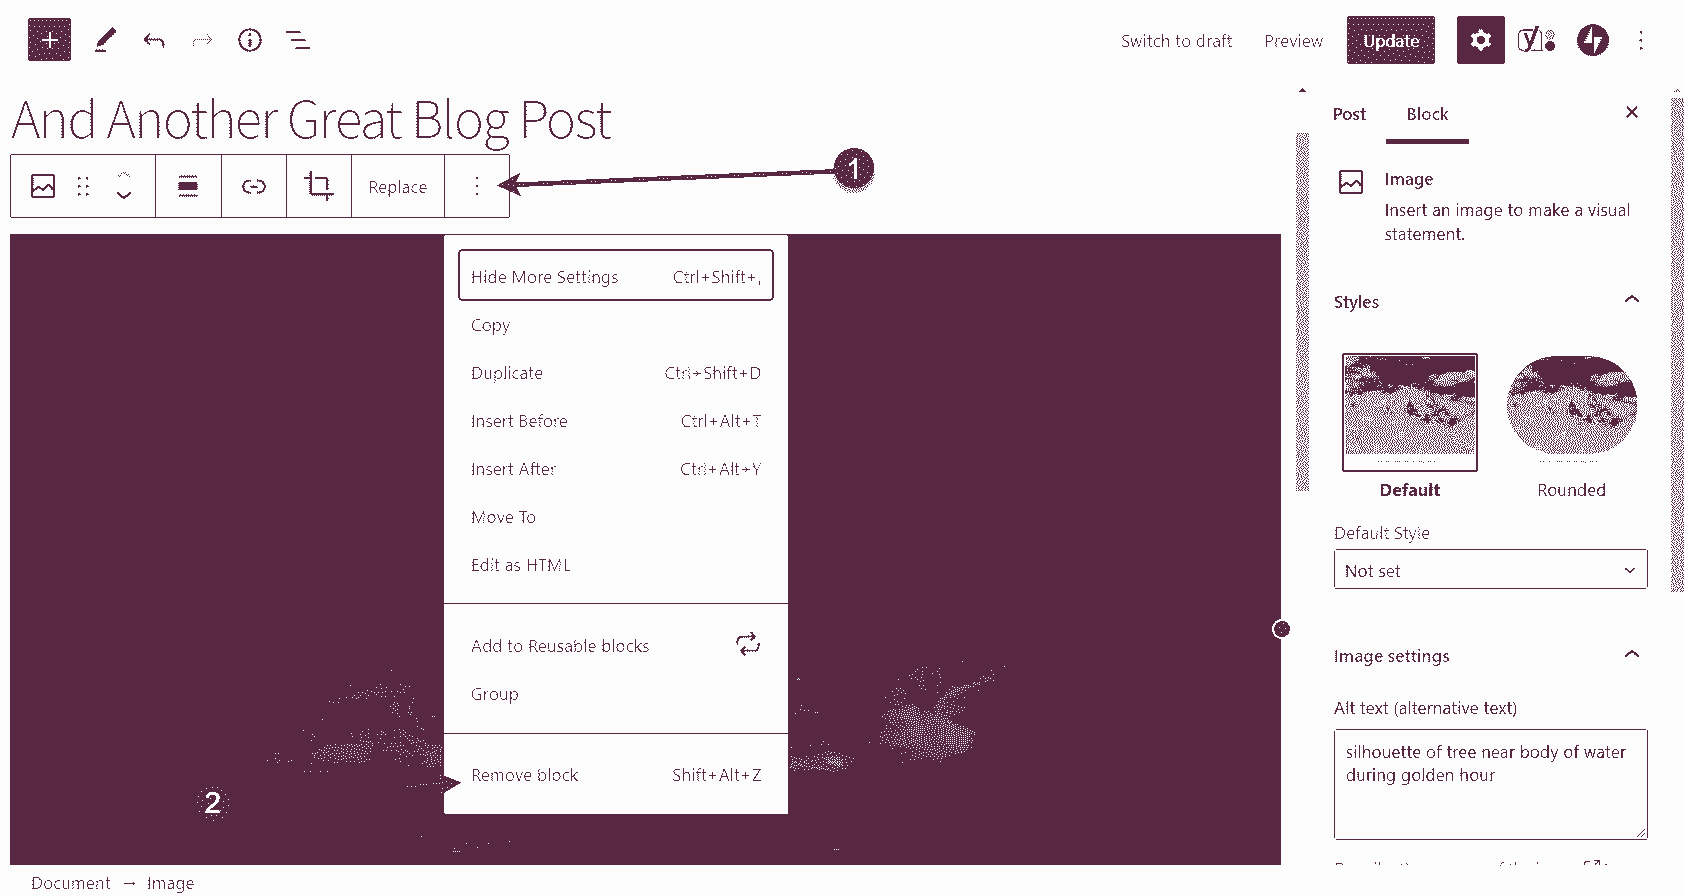 Switch to draft
Preview
Update
And Another Great Blog Post
Replace
1
Hide More Settings Ctrl+Shift+,
Copy
Duplicate Ctrl+Shift+D
Insert Before Ctrl+Alt+T
Insert After Ctrl+Alt+Y
Move To
Edit as HTML
Add to Reusable blocks
Group
Remove block Shift+Alt+Z
2
Document → Image
Post Block
Image
Insert an image to make a visual
statement.
Styles
Default Rounded
Default Style
Not set
Image settings
Alt text (alternative text)
silhouette of tree near body of water
during golden hour